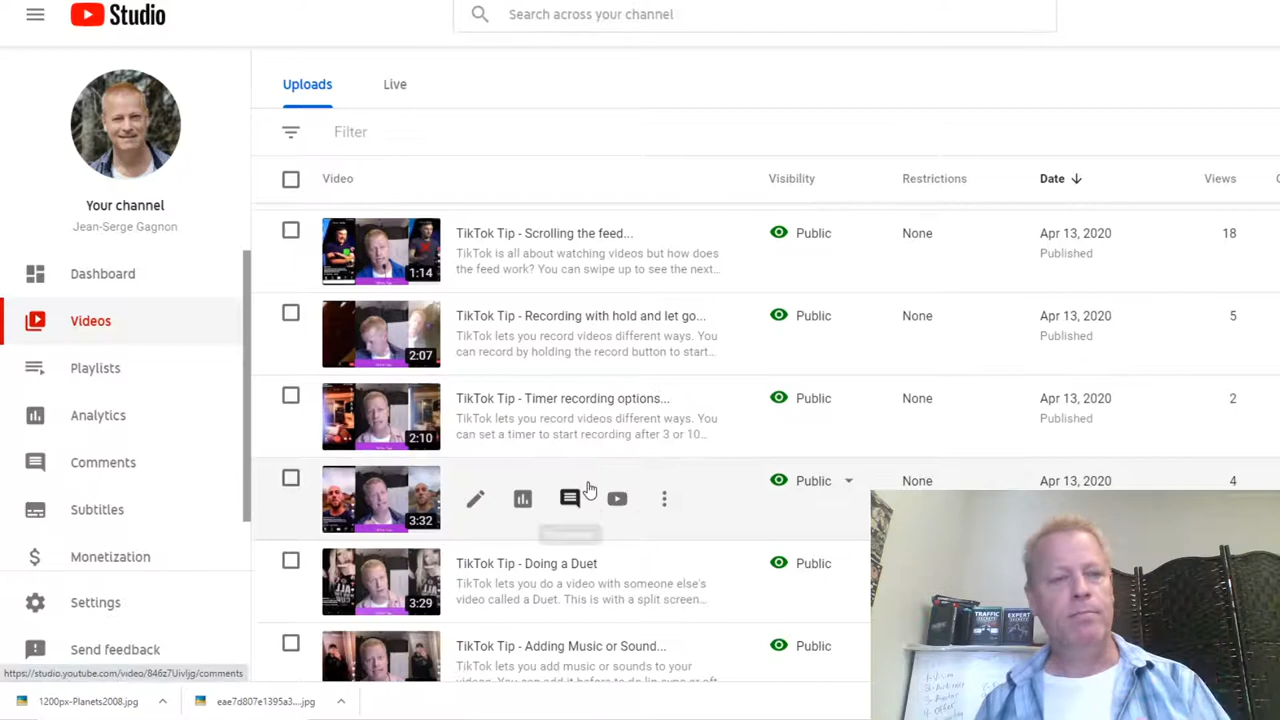 Studio
Search across your channel
Uploads
Live
Filter
Your channel
Jean-Serge Gagnon
Video
Visibility
Restrictions
Date
Views
Dashboard
Videos
Playlists
Analytics
Comments
Subtitles
Monetization
Settings
Send feedback
1:14
TikTok Tip - Scrolling the feed...
TikTok is all about watching videos but how does
the feed work? You can swipe up to see the next...
Public
None
Apr 13, 2020
Published
18
2:07
TikTok Tip - Recording with hold and let go...
TikTok lets you record videos different ways. You
can record by holding the record button to start...
Public
None
Apr 13, 2020
Published
5
2:10
TikTok Tip - Timer recording options...
TikTok lets you record videos different ways. You
can set a timer to start recording after 3 or 10...
Public
None
Apr 13, 2020
Published
2
3:32
Public
None
Apr 13, 2020
4
3:29
TikTok Tip - Doing a Duet
TikTok lets you do a video with someone else's
video called a Duet. This is with a split screen...
Public
TikTok Tip - Adding Music or Sound...
TikTok lets you add music or sounds to your
Public
TRAFFIC
SECRETS
EXPERT
SECRETS
https://studio.youtube.com/video/846z7Uivljg/comments
1200px-Planets2008.jpg
eae7d807e1395a3....jpg